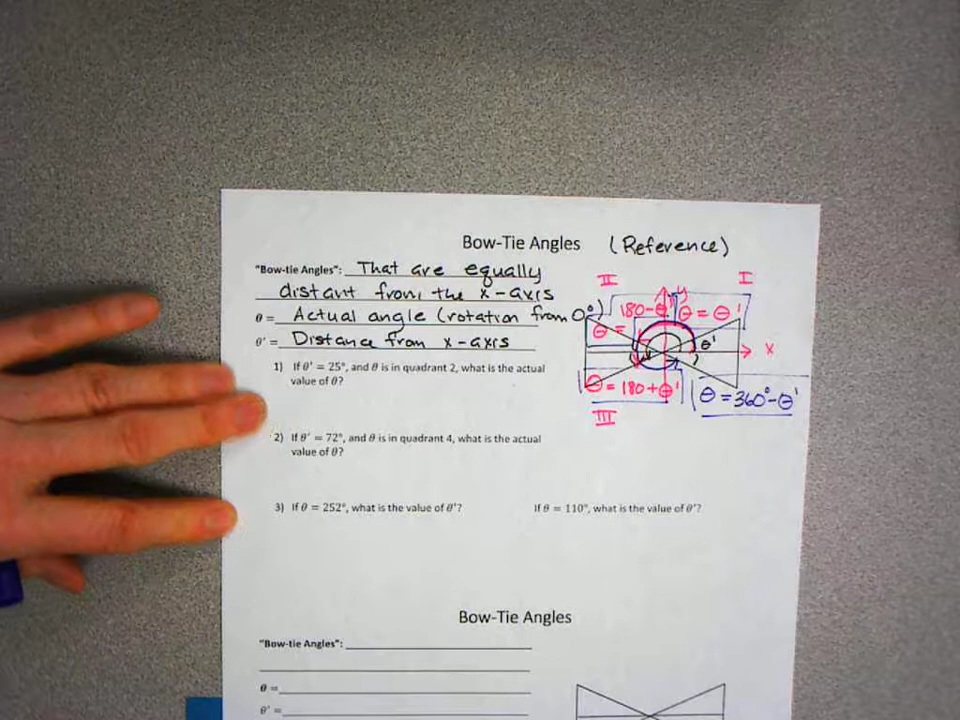 Bow-Tie Angles (Reference)
"Bow-tie Angles": That are equally
distant from the x-axis
θ = Actual angle (rotation from 0°)
θ' = Distance from x-axis
II
I
y
180-θ'
θ =
θ = θ'
θ'
x
θ = 180+θ'
θ = 360°-θ'
III
1) If θ' = 25°, and θ is in quadrant 2, what is the actual
value of θ?
2) If θ' = 72°, and θ is in quadrant 4, what is the actual
value of θ?
3) If θ = 252°, what is the value of θ'? If θ = 110°, what is the value of θ'?
Bow-Tie Angles
"Bow-tie Angles":
θ =
θ' =